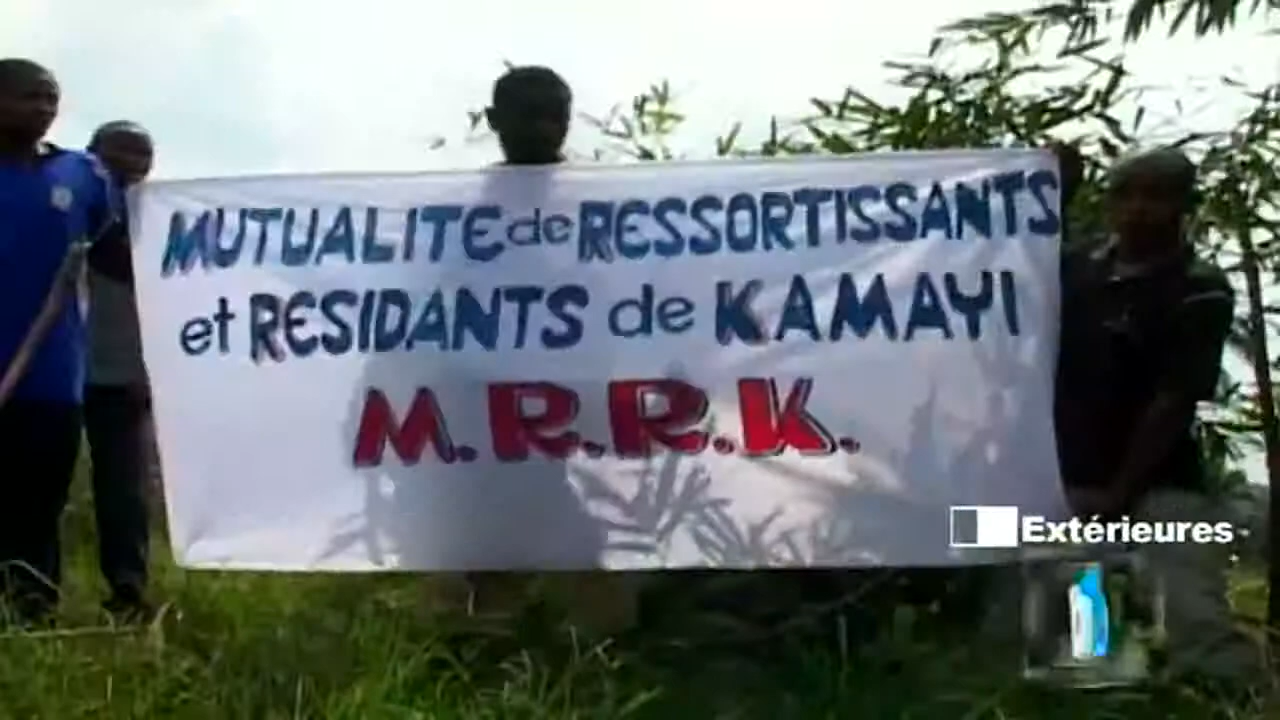 MUTUALITE de RESSORTISSANTS
et RESIDANTS de KAMAYI
M.R.R.K.
Extérieures